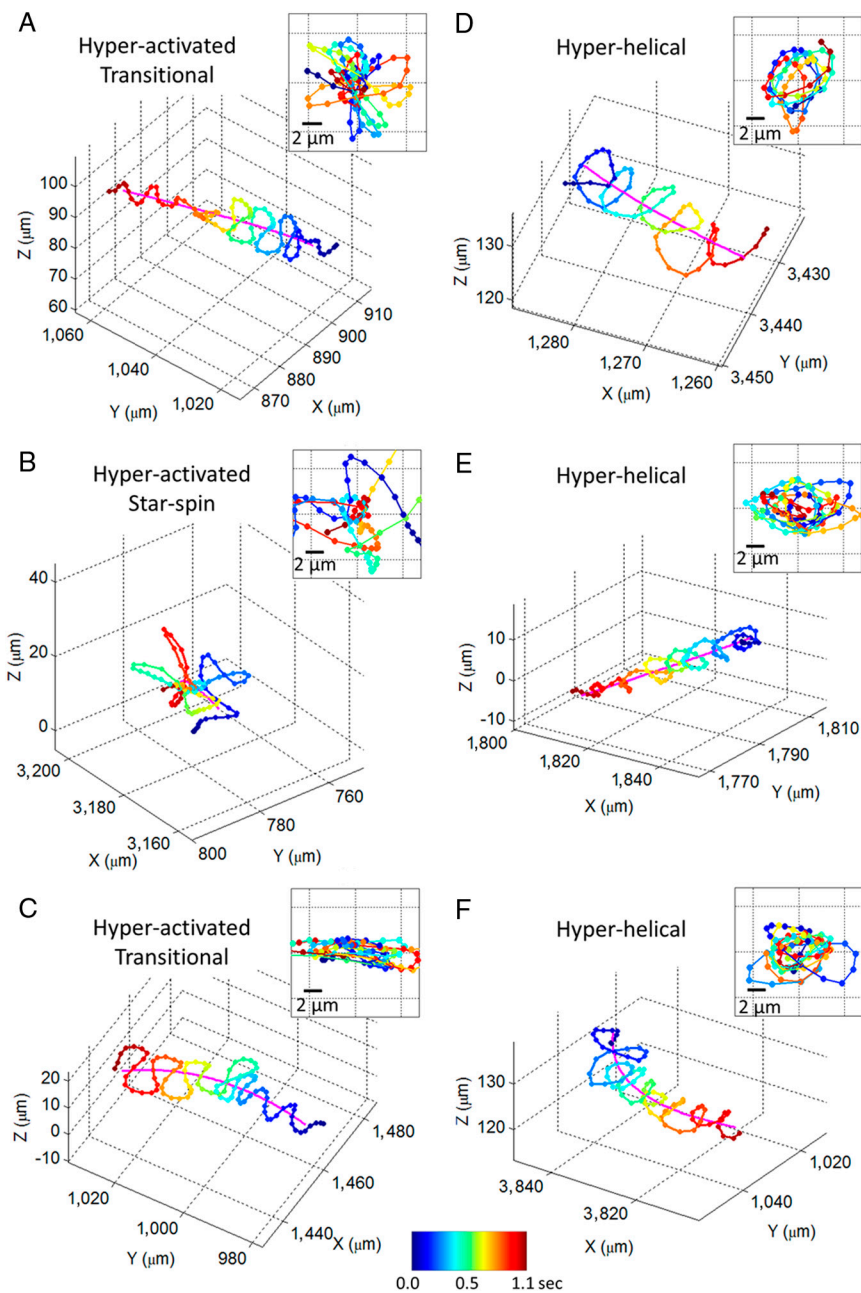 A
Hyper-activated
Transitional
2 μm
100
90
80
70
60
Z (μm)
1,060
1,040
1,020
Y (μm)
910
900
890
880
870
X (μm)
D
Hyper-helical
2 μm
130
120
Z (μm)
1,280
1,270
1,260
X (μm)
3,430
3,440
3,450
Y (μm)
B
Hyper-activated
Star-spin
2 μm
40
20
0
Z (μm)
3,200
3,180
3,160
X (μm)
760
780
800
Y (μm)
E
Hyper-helical
2 μm
10
0
-10
Z (μm)
1,800
1,820
1,840
X (μm)
1,810
1,790
1,770
Y (μm)
C
Hyper-activated
Transitional
2 μm
20
10
0
-10
Z (μm)
1,020
1,000
980
Y (μm)
1,480
1,460
1,440
X (μm)
F
Hyper-helical
2 μm
130
120
Z (μm)
3,840
3,820
X (μm)
1,020
1,040
Y (μm)
0.0 0.5 1.1 sec